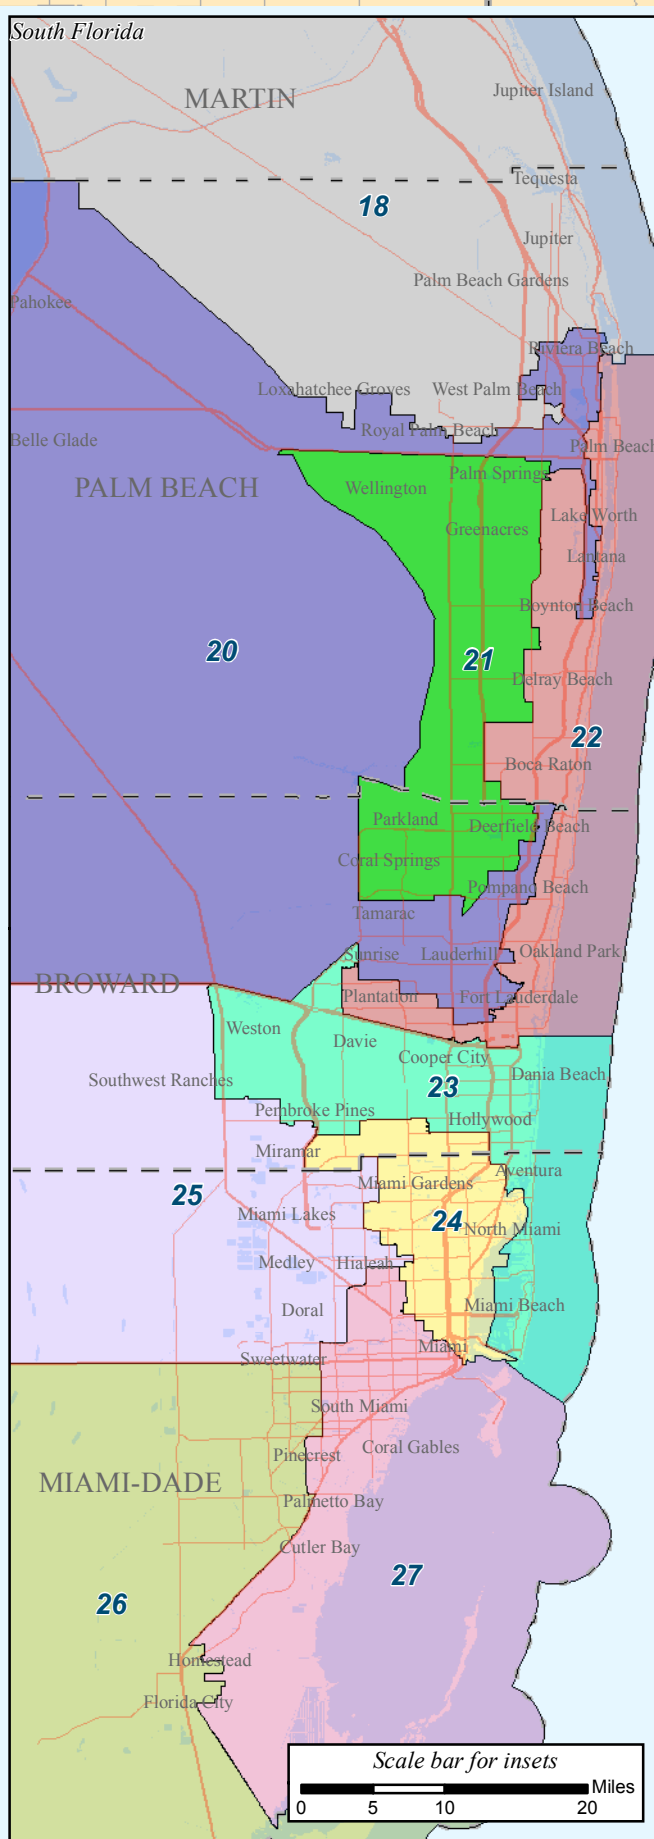 South Florida
MARTIN
Jupiter Island
Tequesta
18
Jupiter
Palm Beach Gardens
Pahokee
Riviera Beach
Loxahatchee Groves
West Palm Beach
Royal Palm Beach
Belle Glade
Palm Beach
Palm Springs
PALM BEACH
Wellington
Lake Worth
Greenacres
Lantana
Boynton Beach
20
21
Delray Beach
22
Boca Raton
Parkland
Deerfield Beach
Coral Springs
Pompano Beach
Tamarac
Sunrise
Lauderhill
Oakland Park
BROWARD
Plantation
Fort Lauderdale
Weston
Davie
Cooper City
Southwest Ranches
23
Dania Beach
Pembroke Pines
Hollywood
Miramar
Aventura
25
Miami Gardens
Miami Lakes
24
North Miami
Medley
Hialeah
Doral
Miami Beach
Miami
Sweetwater
South Miami
Coral Gables
Pinecrest
MIAMI-DADE
Palmetto Bay
Cutler Bay
27
26
Homestead
Florida City
Scale bar for insets
Miles
0 5 10 20